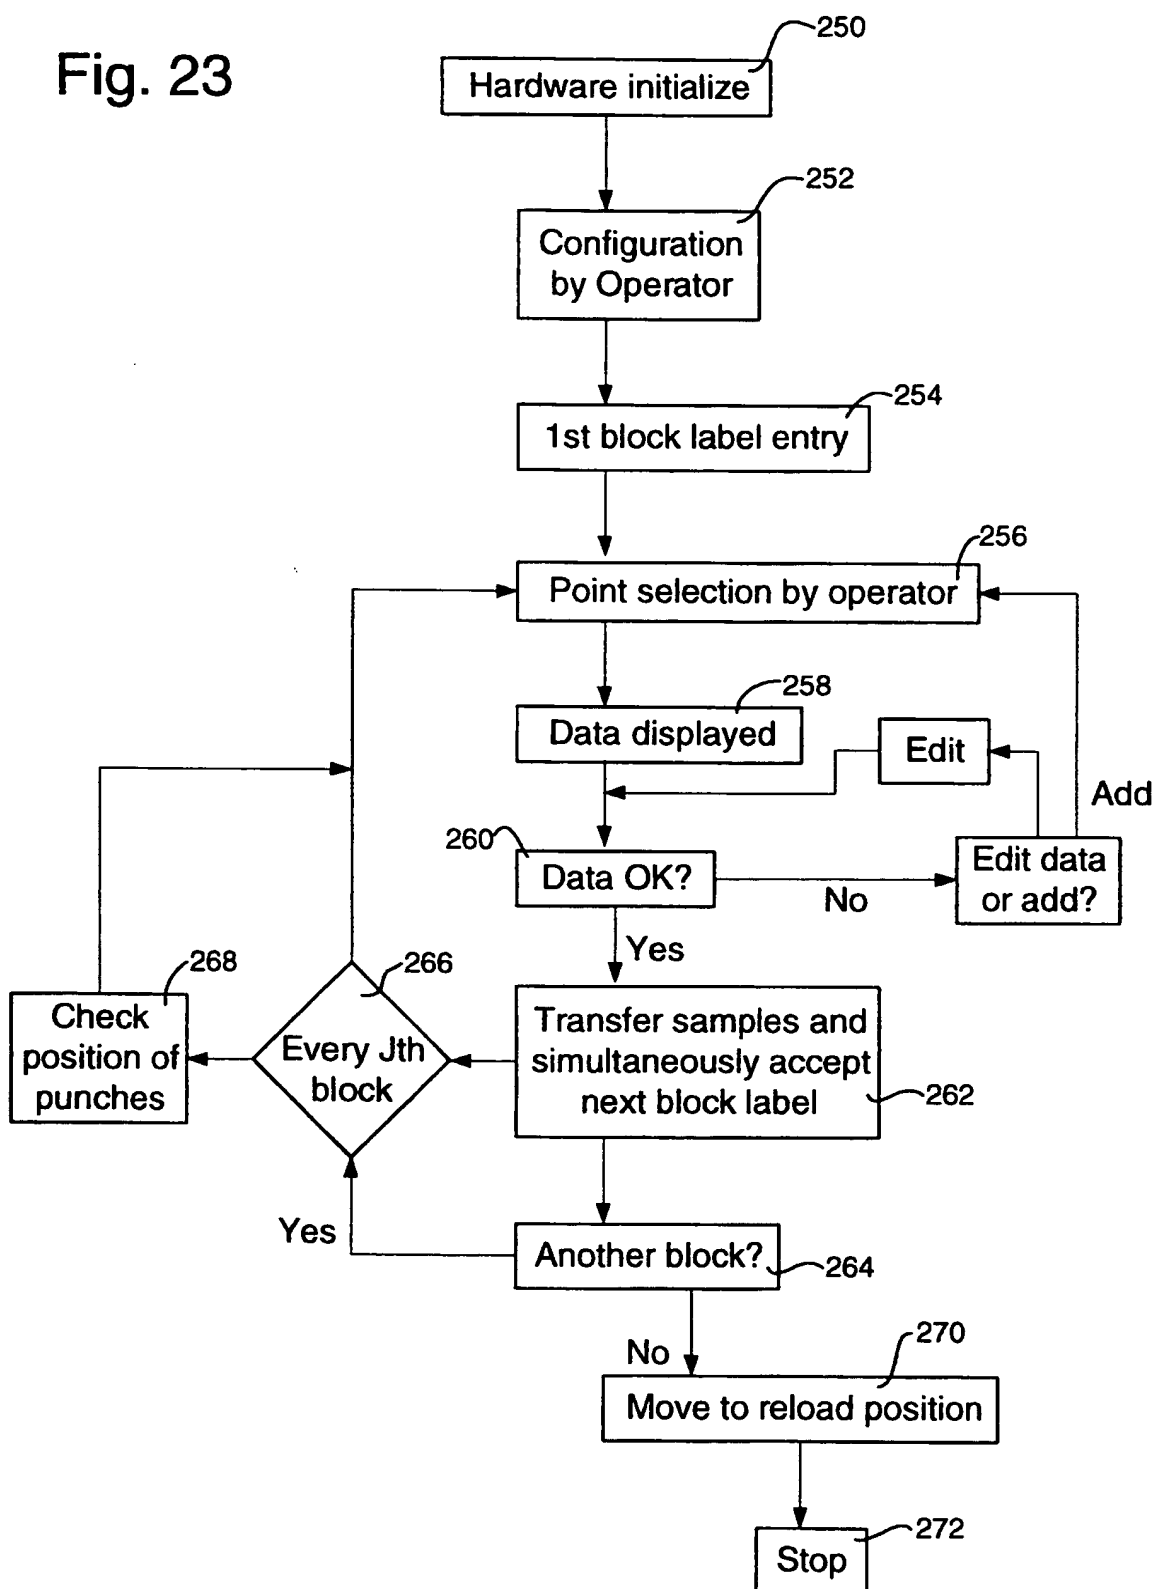 Fig. 23
250
Hardware initialize
252
Configuration
by Operator
254
1st block label entry
256
Point selection by operator
258
Data displayed
Edit
Add
260
Data OK?
No
Edit data
or add?
Yes
268
Check
position of
punches
266
Every Jth
block
Transfer samples and
simultaneously accept
next block label
262
Yes
Another block?
264
No
270
Move to reload position
272
Stop